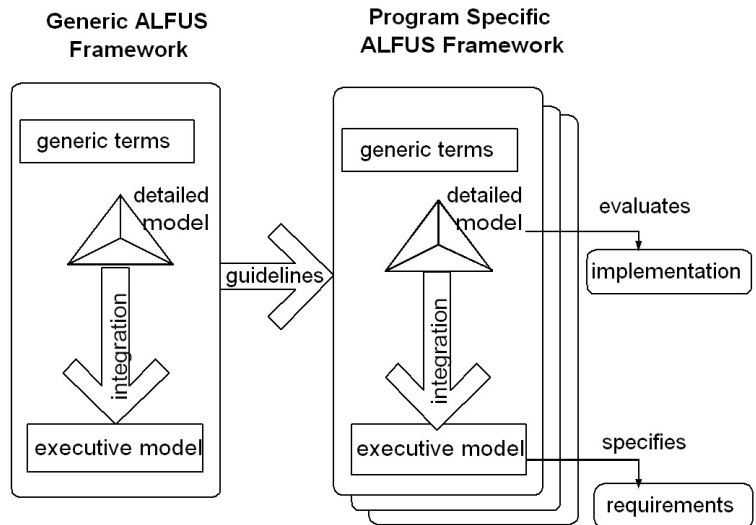 Generic ALFUS
Framework
Program Specific
ALFUS Framework
generic terms
detailed
model
integration
executive model
guidelines
generic terms
detailed
model
integration
executive model
evaluates
implementation
specifies
requirements